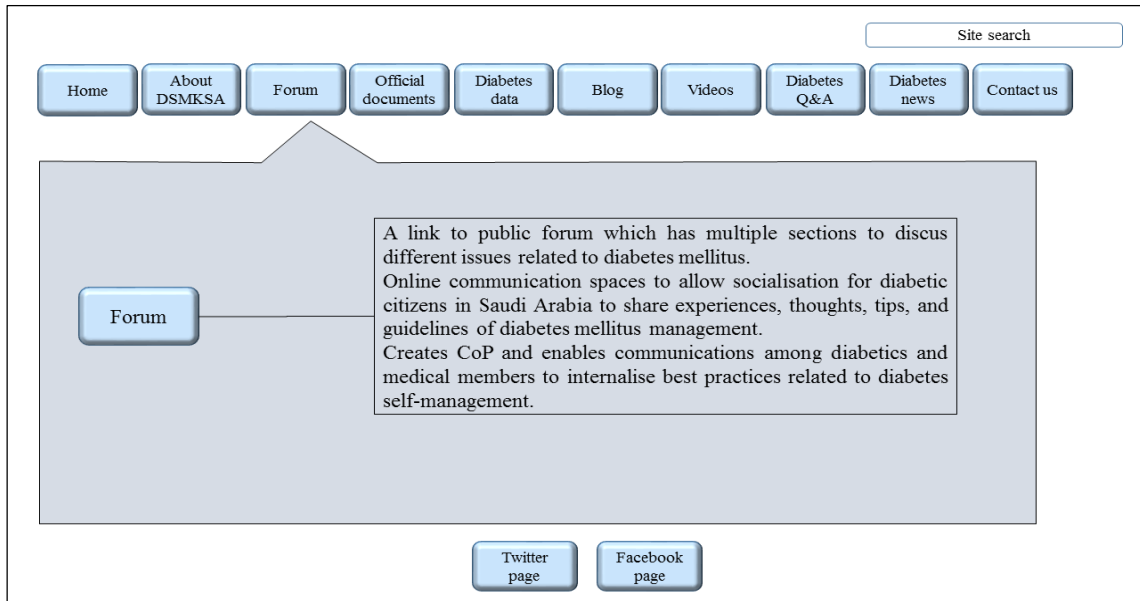 Site search
Home
About
DSMKSA
Forum
Official
documents
Diabetes
data
Blog
Videos
Diabetes
Q&A
Diabetes
news
Contact us
Forum
A link to public forum which has multiple sections to discus
different issues related to diabetes mellitus.
Online communication spaces to allow socialisation for diabetic
citizens in Saudi Arabia to share experiences, thoughts, tips, and
guidelines of diabetes mellitus management.
Creates CoP and enables communications among diabetics and
medical members to internalise best practices related to diabetes
self-management.
Twitter
page
Facebook
page